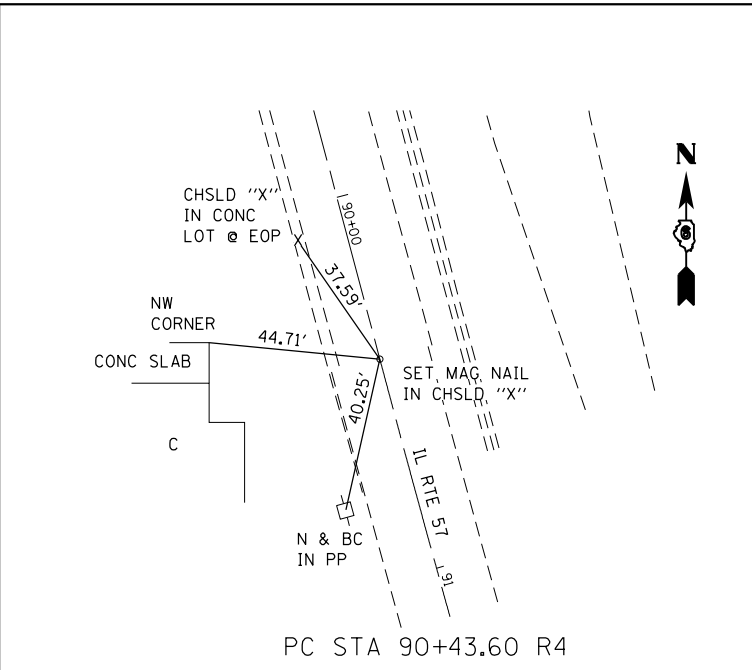 N
6
CHSLD "X"
IN CONC
LOT @ EOP
90+00
37.59'
NW
CORNER
44.71'
CONC SLAB
SET MAG NAIL
IN CHSLD "X"
40.25'
C
IL RTE 57
N & BC
IN PP
91
PC STA 90+43.60 R4